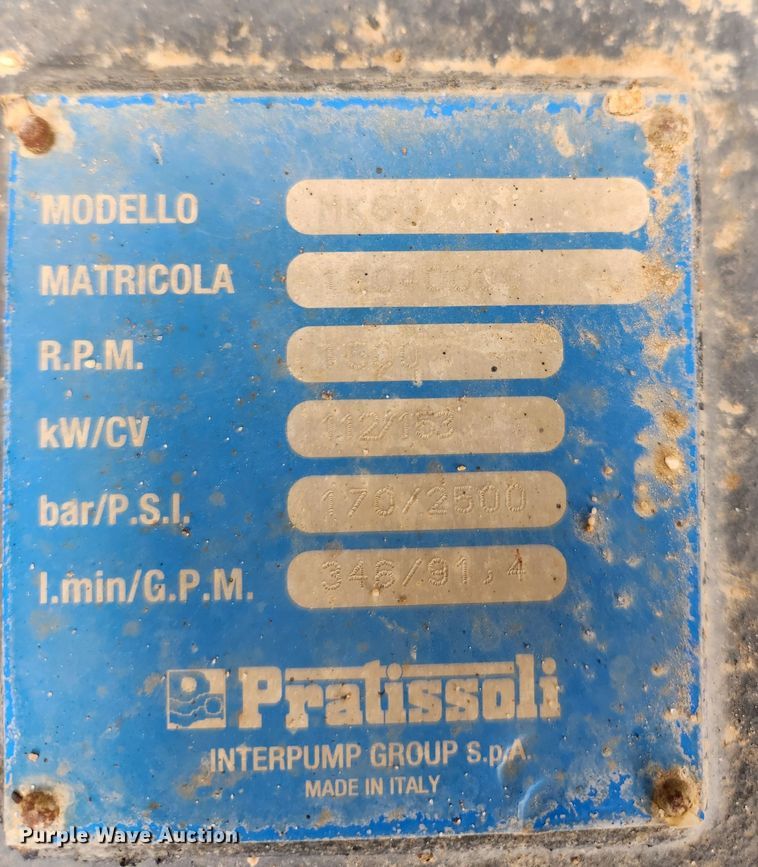 MODELLO
MATRICOLA
R.P.M.
kW/CV 112/153
bar/P.S.I. 170/2500
l.min/G.P.M. 346/91,4
Pratissoli
INTERPUMP GROUP S.p.A.
MADE IN ITALY
Purple Wave Auction